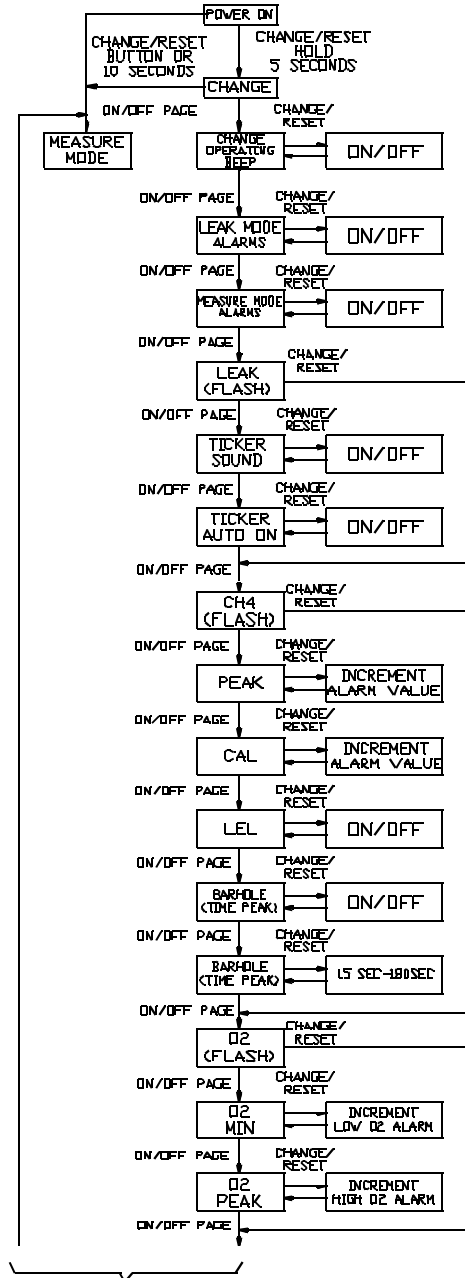 POWER ON
CHANGE/RESET
BUTTON OR
10 SECONDS
CHANGE/RESET
HOLD
5 SECONDS
CHANGE
ON/OFF PAGE
CHANGE/
RESET
MEASURE
MODE
CHANGE
OPERATING
BEEP
ON/OFF
ON/OFF PAGE
CHANGE/
RESET
LEAK MODE
ALARMS
ON/OFF
ON/OFF PAGE
CHANGE/
RESET
MEASURE MODE
ALARMS
ON/OFF
ON/OFF PAGE
CHANGE/
RESET
LEAK
(FLASH)
ON/OFF PAGE
CHANGE/
RESET
TICKER
SOUND
ON/OFF
ON/OFF PAGE
CHANGE/
RESET
TICKER
AUTO ON
ON/OFF
ON/OFF PAGE
CHANGE/
RESET
CH4
(FLASH)
ON/OFF PAGE
CHANGE/
RESET
PEAK
INCREMENT
ALARM VALUE
ON/OFF PAGE
CHANGE/
RESET
CAL
INCREMENT
ALARM VALUE
ON/OFF PAGE
CHANGE/
RESET
LEL
ON/OFF
ON/OFF PAGE
CHANGE/
RESET
BARHOLE
(TIME PEAK)
ON/OFF
ON/OFF PAGE
CHANGE/
RESET
BARHOLE
(TIME PEAK)
15 SEC-180SEC
ON/OFF PAGE
CHANGE/
RESET
O2
(FLASH)
ON/OFF PAGE
CHANGE/
RESET
O2
MIN
INCREMENT
LOW O2 ALARM
ON/OFF PAGE
CHANGE/
RESET
O2
PEAK
INCREMENT
HIGH O2 ALARM
ON/OFF PAGE